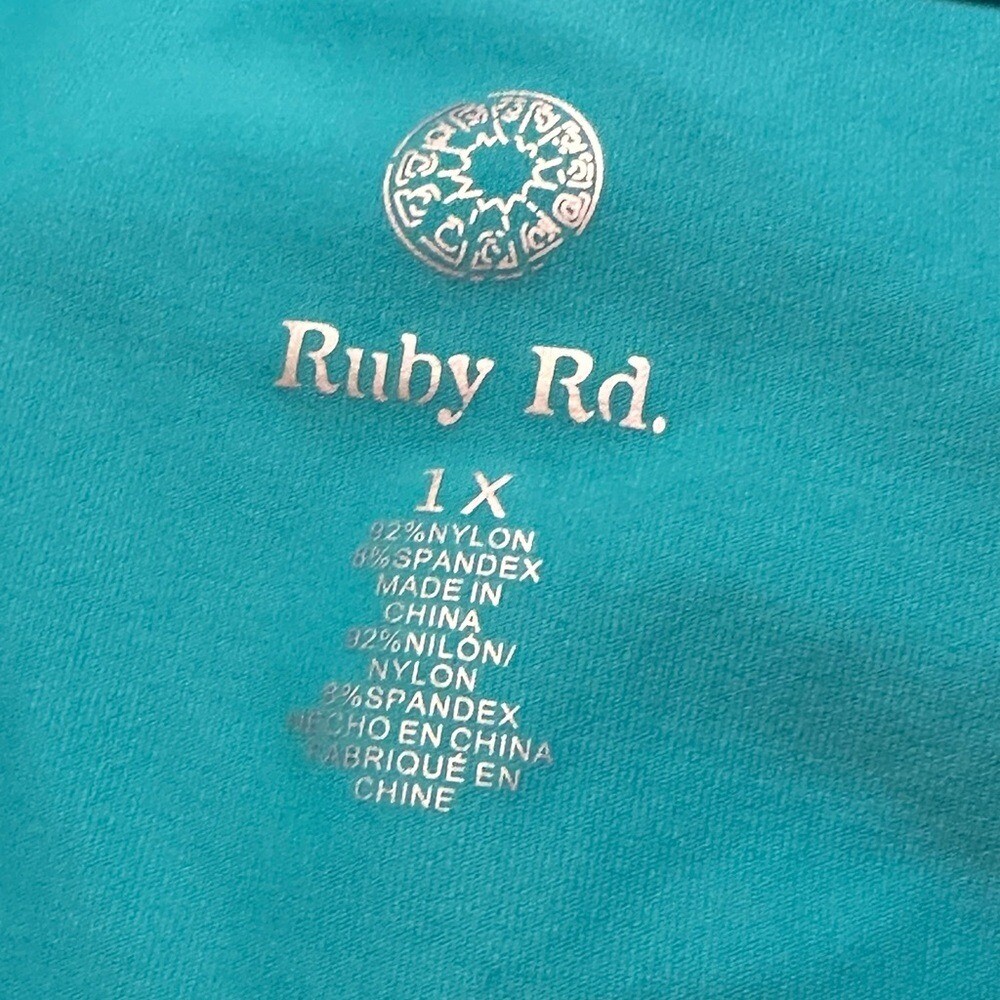 Ruby Rd.
1X
92%NYLON
8%SPANDEX
MADE IN
CHINA
92%NILÓN/
NYLON
8%SPANDEX
HECHO EN CHINA
FABRIQUÉ EN
CHINE